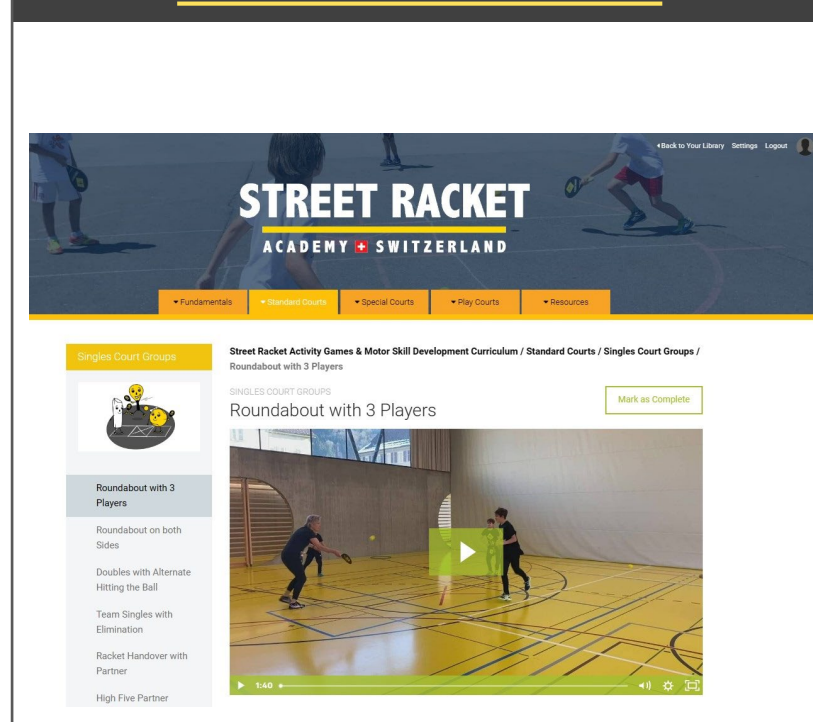 Back to Your Library Settings Logout
STREET RACKET
ACADEMY SWITZERLAND
Fundamentals Standard Courts Special Courts Play Courts Resources
Singles Court Groups
Roundabout with 3
Players
Roundabout on both
Sides
Doubles with Alternate
Hitting the Ball
Team Singles with
Elimination
Racket Handover with
Partner
High Five Partner
Street Racket Activity Games & Motor Skill Development Curriculum / Standard Courts / Singles Court Groups /
Roundabout with 3 Players
SINGLES COURT GROUPS
Roundabout with 3 Players
Mark as Complete
1:40